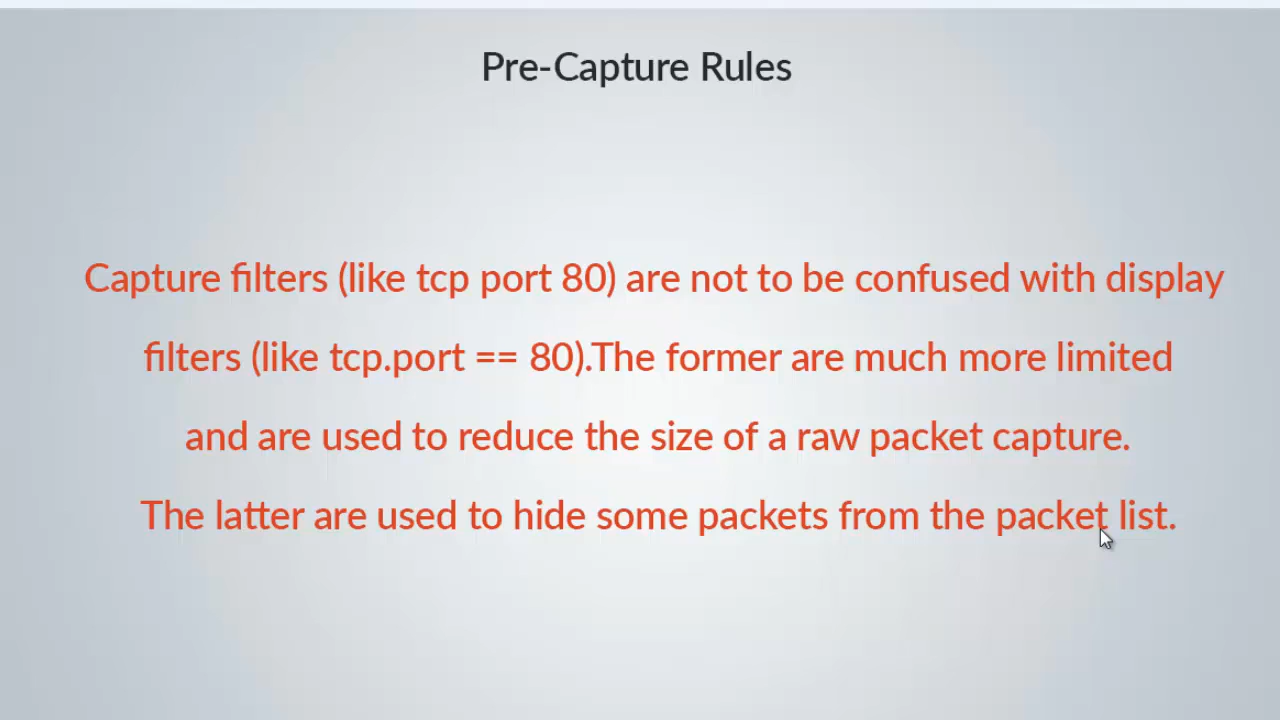 Pre-Capture Rules
Capture filters (like tcp port 80) are not to be confused with display
filters (like tcp.port == 80).The former are much more limited
and are used to reduce the size of a raw packet capture.
The latter are used to hide some packets from the packet list.